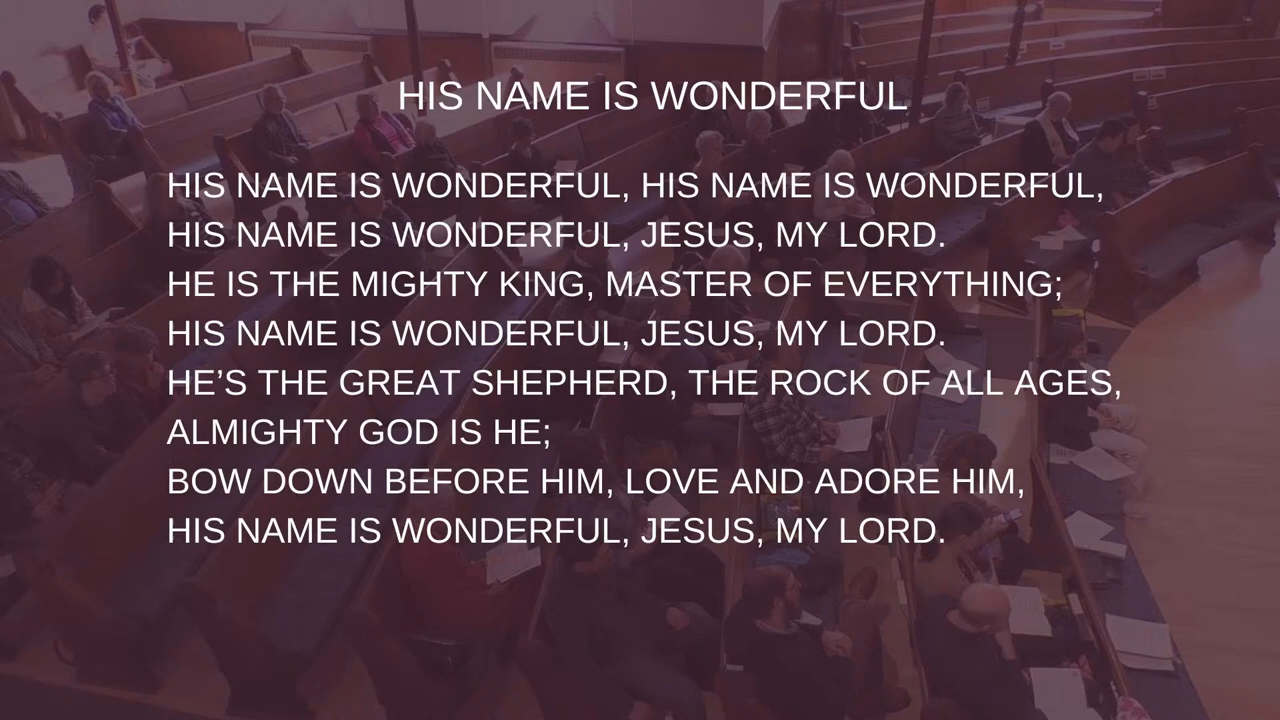 HIS NAME IS WONDERFUL
HIS NAME IS WONDERFUL, HIS NAME IS WONDERFUL,
HIS NAME IS WONDERFUL, JESUS, MY LORD.
HE IS THE MIGHTY KING, MASTER OF EVERYTHING;
HIS NAME IS WONDERFUL, JESUS, MY LORD.
HE’S THE GREAT SHEPHERD, THE ROCK OF ALL AGES,
ALMIGHTY GOD IS HE;
BOW DOWN BEFORE HIM, LOVE AND ADORE HIM,
HIS NAME IS WONDERFUL, JESUS, MY LORD.